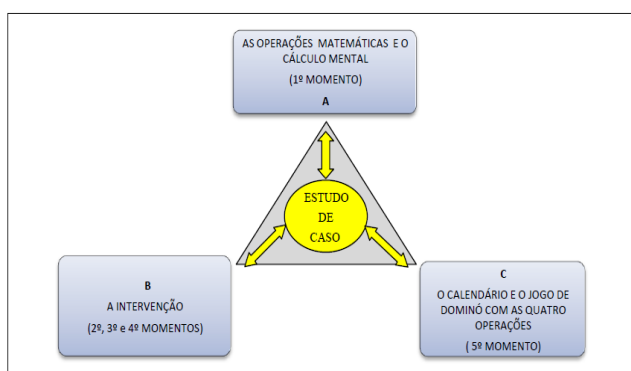 AS OPERAÇÕES MATEMÁTICAS E O
CÁLCULO MENTAL
(1º MOMENTO)
A
ESTUDO
DE
CASO
B
A INTERVENÇÃO
(2º, 3º e 4º MOMENTOS)
C
O CALENDÁRIO E O JOGO DE
DOMINÓ COM AS QUATRO
OPERAÇÕES
( 5º MOMENTO)